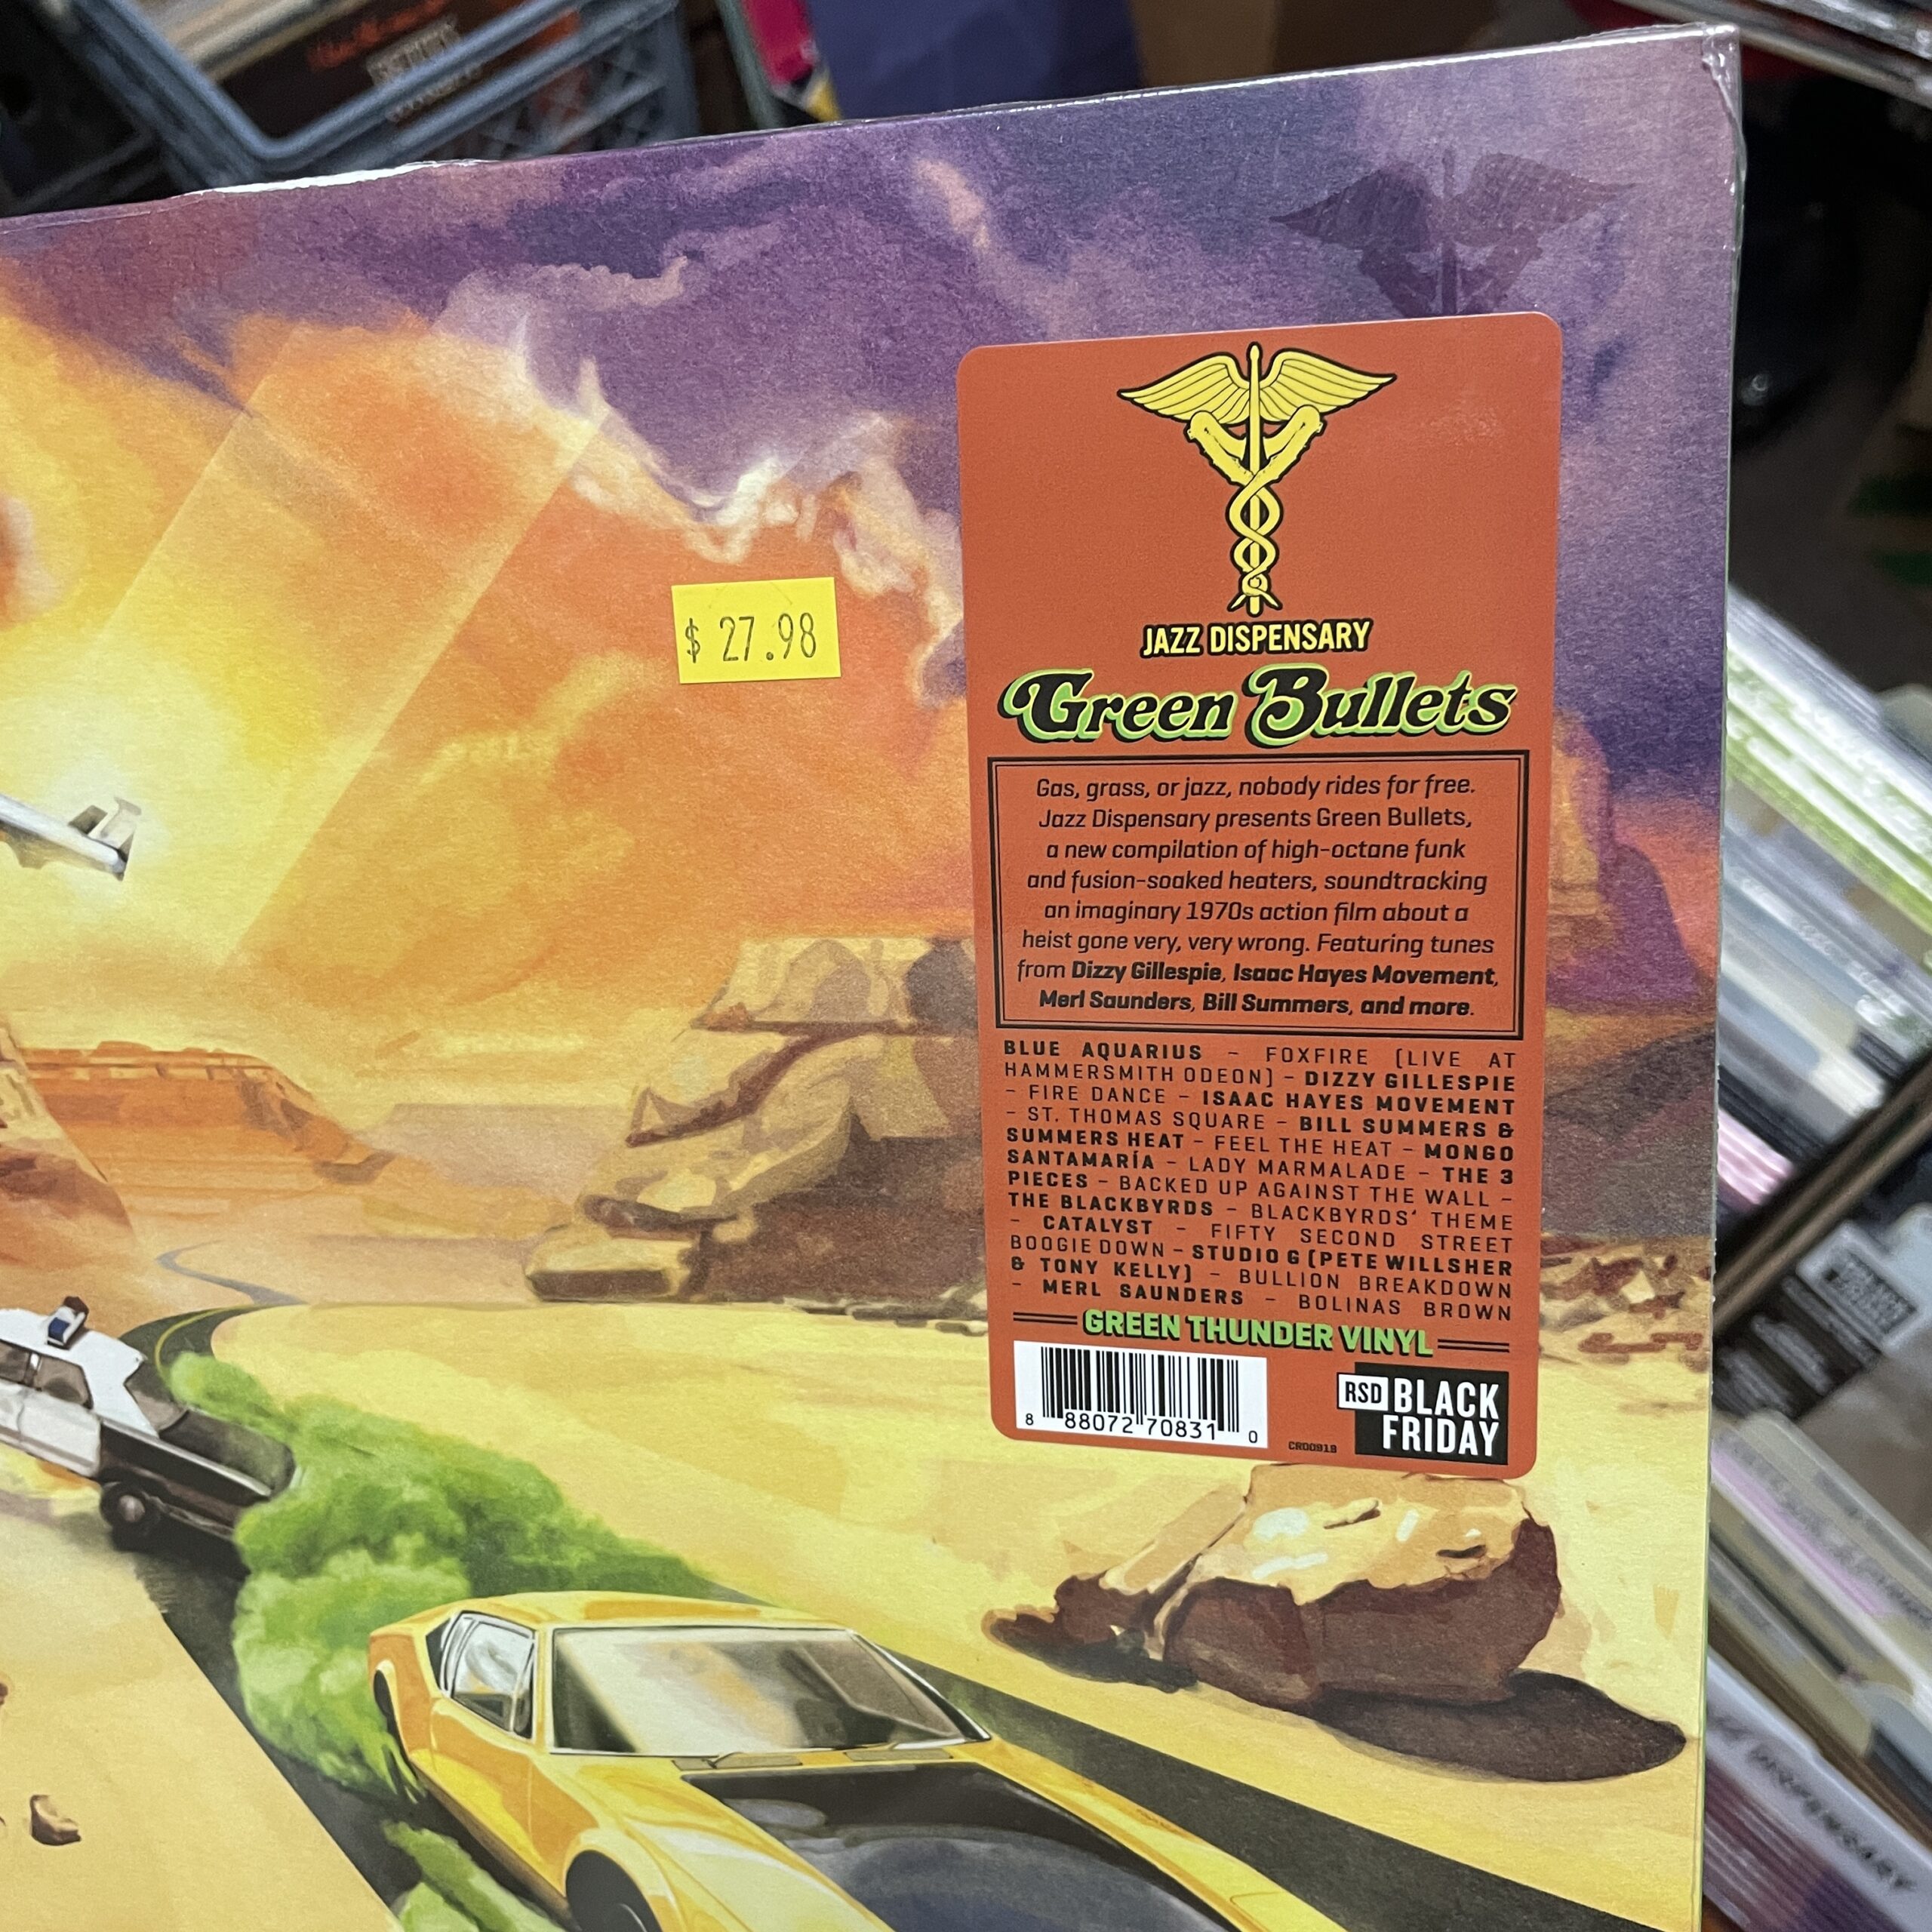 $ 27.98
JAZZ DISPENSARY
Green Bullets
Gas, grass, or jazz, nobody rides for free.
Jazz Dispensary presents Green Bullets,
a new compilation of high-octane funk
and fusion-soaked heaters, soundtracking
an imaginary 1970s action film about a
heist gone very, very wrong. Featuring tunes
from Dizzy Gillespie, Isaac Hayes Movement,
Merl Saunders, Bill Summers, and more.
BLUE AQUARIUS – FOXFIRE [LIVE AT
HAMMERSMITH ODEON] – DIZZY GILLESPIE
– FIRE DANCE – ISAAC HAYES MOVEMENT
– ST. THOMAS SQUARE – BILL SUMMERS &
SUMMERS HEAT – FEEL THE HEAT – MONGO
SANTAMARÍA – LADY MARMALADE – THE 3
PIECES – BACKED UP AGAINST THE WALL –
THE BLACKBYRDS – BLACKBYRDS' THEME
– CATALYST – FIFTY SECOND STREET
BOOGIE DOWN – STUDIO G [PETE WILLSHER
& TONY KELLY] – BULLION BREAKDOWN
– MERL SAUNDERS – BOLINAS BROWN
GREEN THUNDER VINYL
8 88072 70831 0
CR00919
RSD BLACK
FRIDAY
DISPENSARY